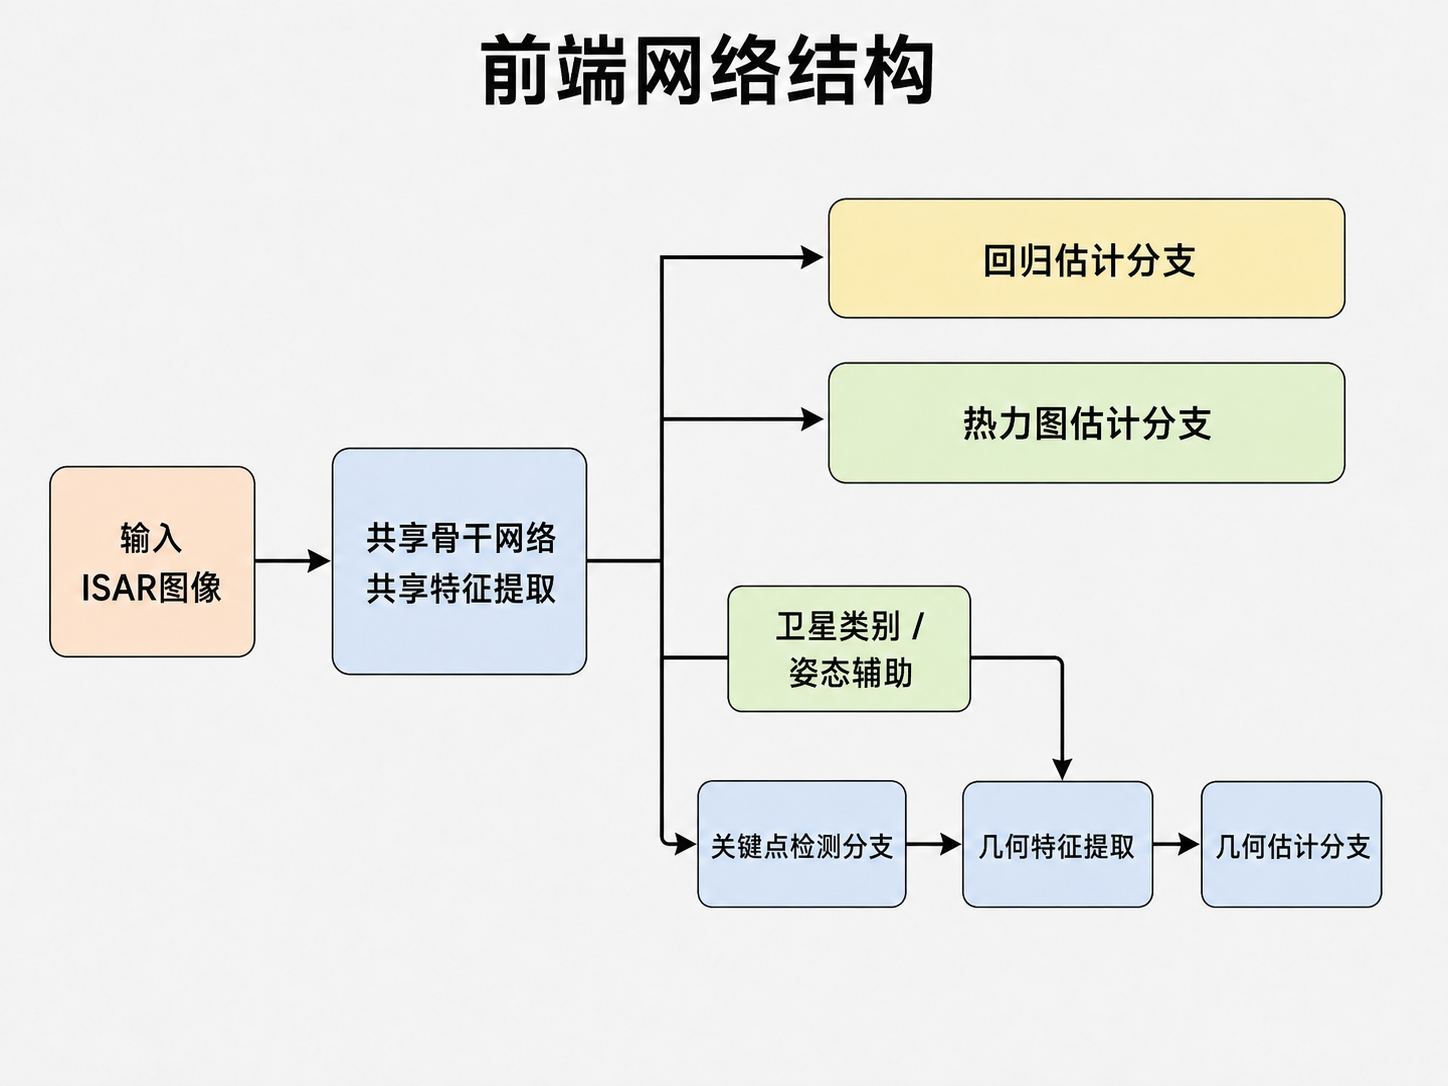 前端网络结构
回归估计分支
热力图估计分支
输入
ISAR图像
共享骨干网络
共享特征提取
卫星类别 /
姿态辅助
关键点检测分支
几何特征提取
几何估计分支